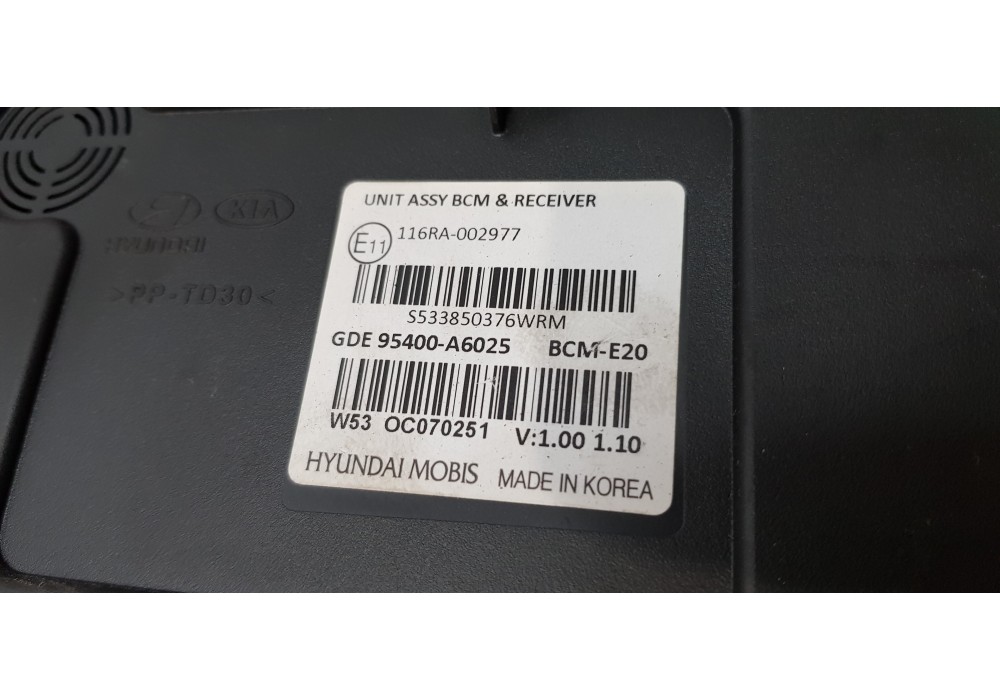 UNIT ASSY BCM & RECEIVER
E11 116RA-002977
S533850376WRM
GDE 95400-A6025 BCM-E20
W53 OC070251 V:1.00 1.10
HYUNDAI MOBIS MADE IN KOREA
KIA
HYUNDAI
>PP-TD30<